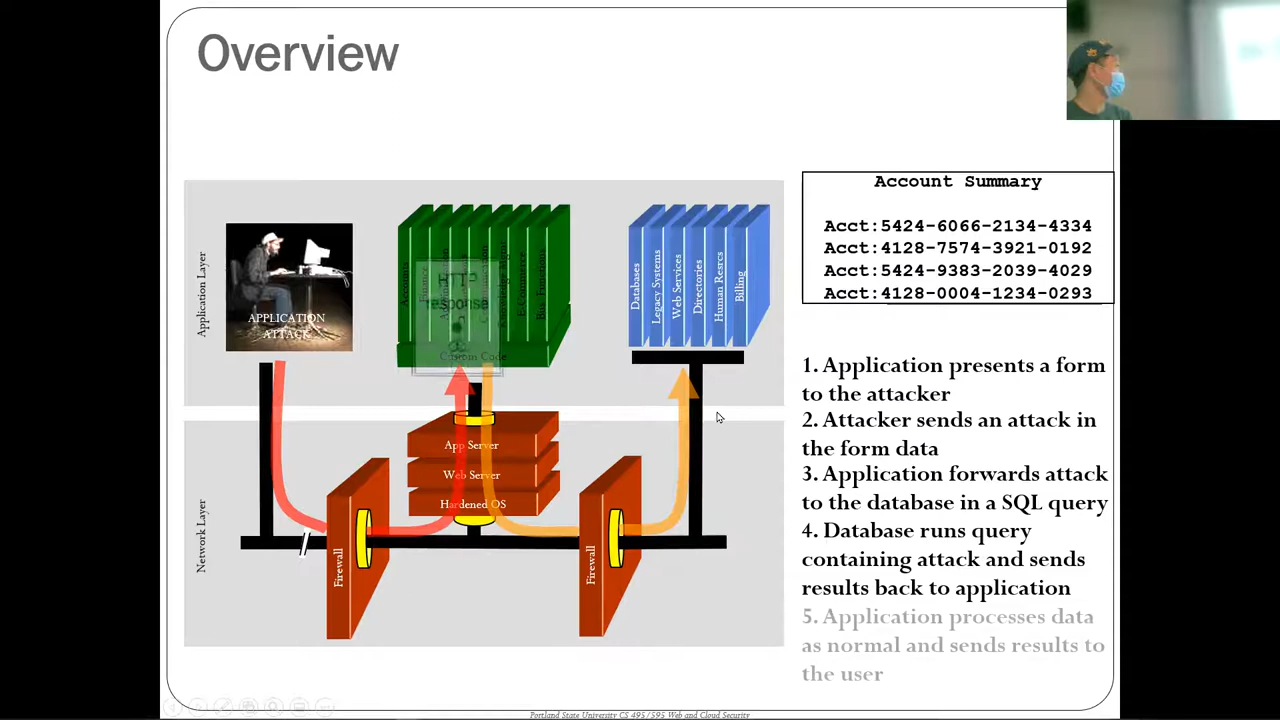 Overview
Application Layer
APPLICATION
ATTACK
Accounts
Finance
E-Commerce
Bus. Functions
response
Custom Code
Databases
Legacy Systems
Web Services
Directories
Human Resrcs
Billing
Network Layer
App Server
Web Server
Hardened OS
Firewall
Firewall
Account Summary
Acct:5424-6066-2134-4334
Acct:4128-7574-3921-0192
Acct:5424-9383-2039-4029
Acct:4128-0004-1234-0293
1. Application presents a form
to the attacker
2. Attacker sends an attack in
the form data
3. Application forwards attack
to the database in a SQL query
4. Database runs query
containing attack and sends
results back to application
5. Application processes data
as normal and sends results to
the user
Portland State University CS 495/595 Web and Cloud Security